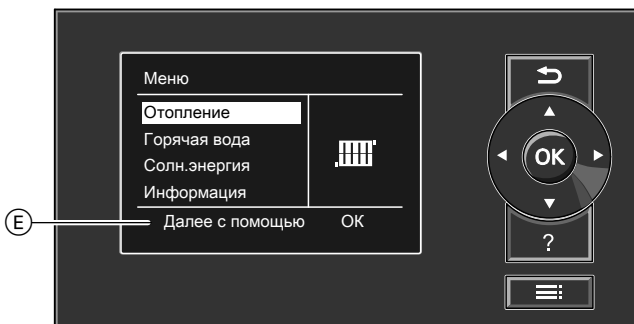 Меню
Отопление
Горячая вода
Солн.энергия
Информация
Далее с помощью OK
E
OK
?